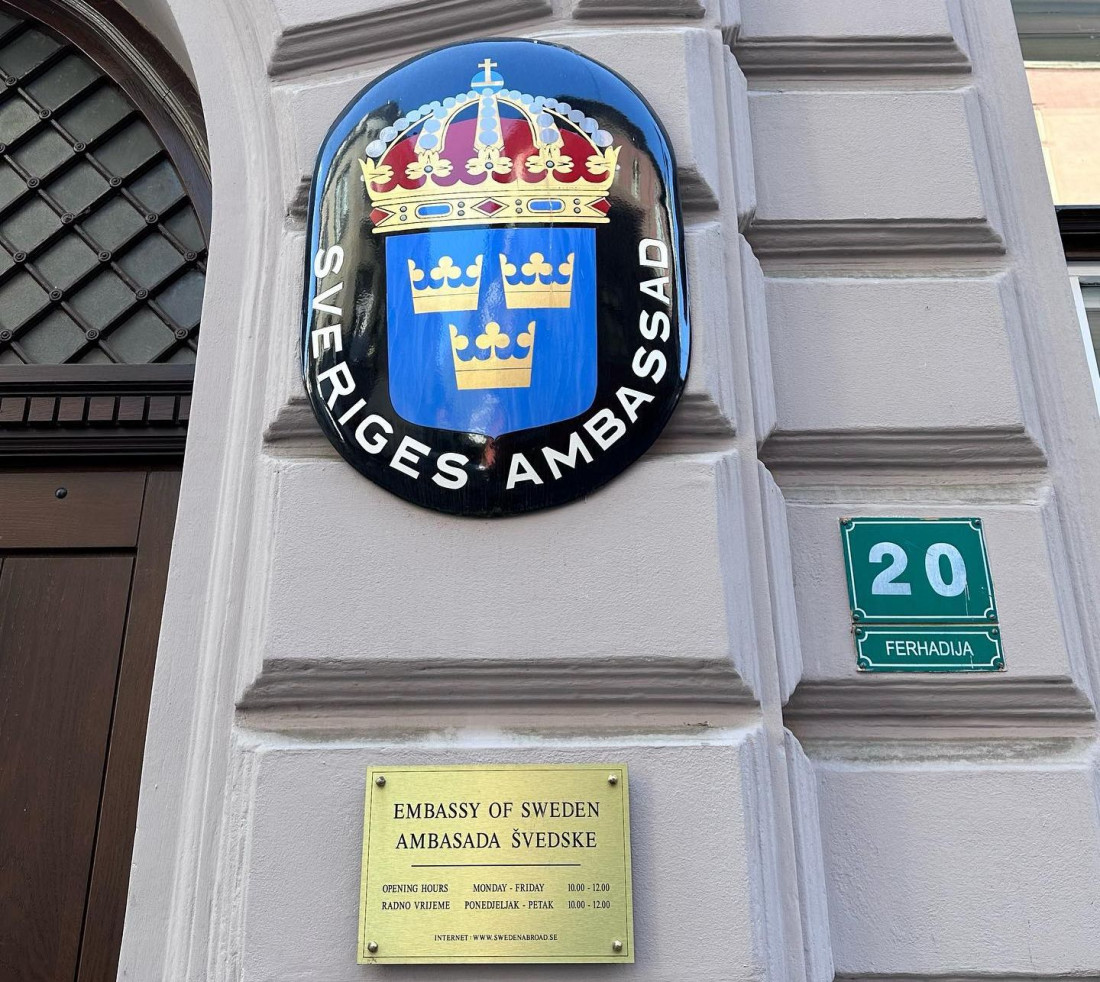 SVERIGES AMBASSAD
20
FERHADIJA
EMBASSY OF SWEDEN
AMBASADA ŠVEDSKE
OPENING HOURS MONDAY - FRIDAY 10.00 - 12.00
RADNO VRIJEME PONEDJELJAK - PETAK 10.00 - 12.00
INTERNET: WWW.SWEDENABROAD.SE